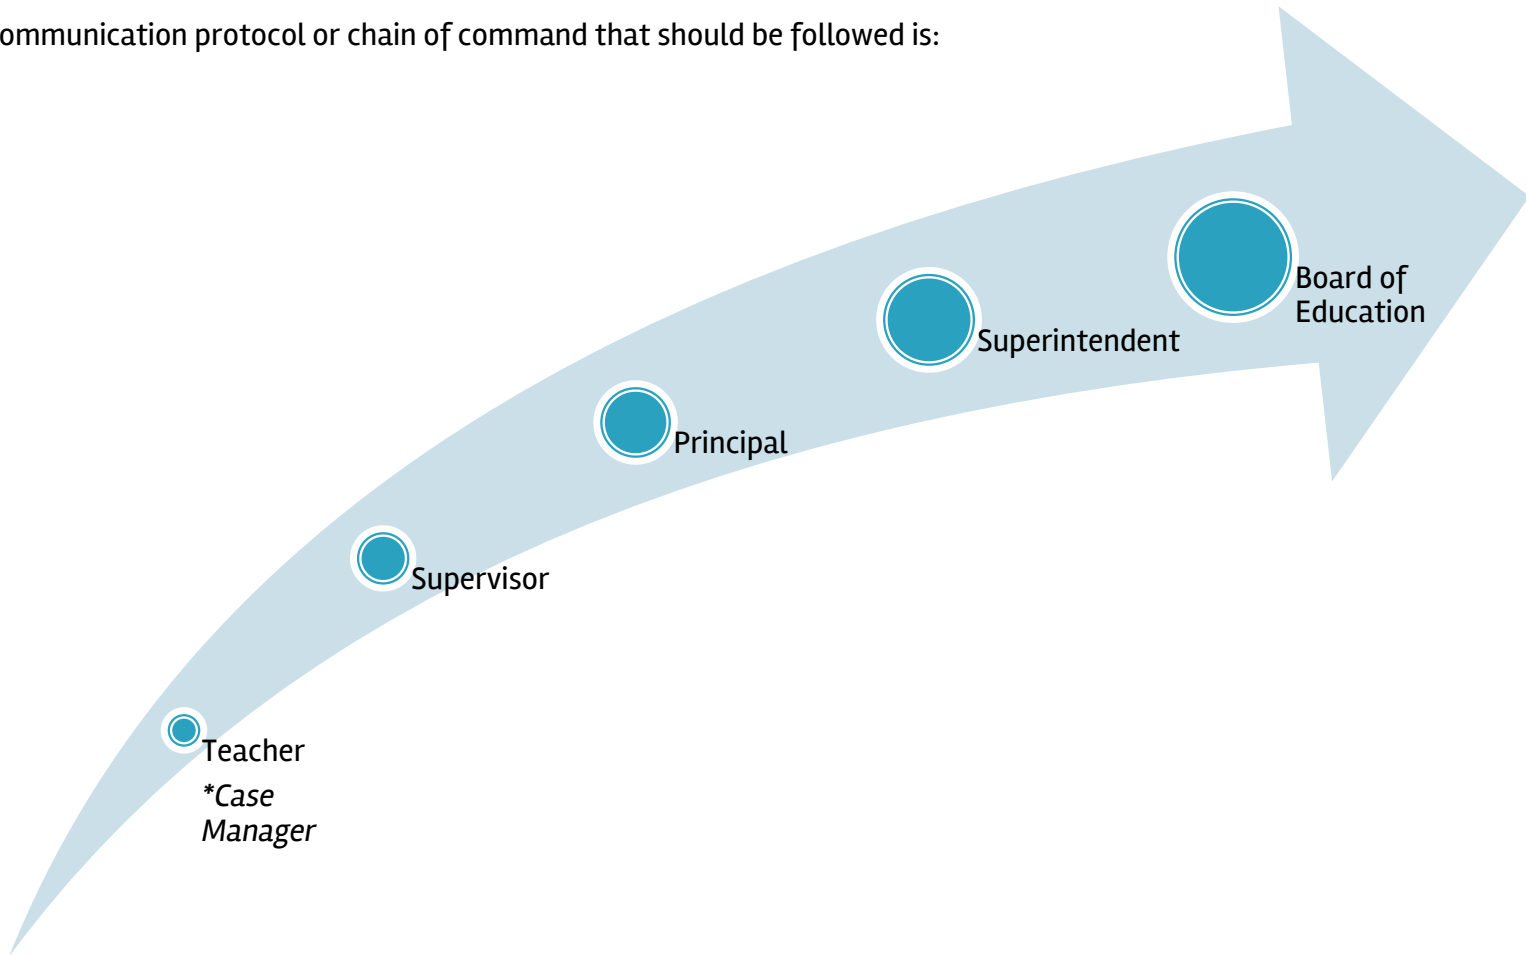 ommunication protocol or chain of command that should be followed is:
Board of
Education
Superintendent
Principal
Supervisor
Teacher
*Case
Manager